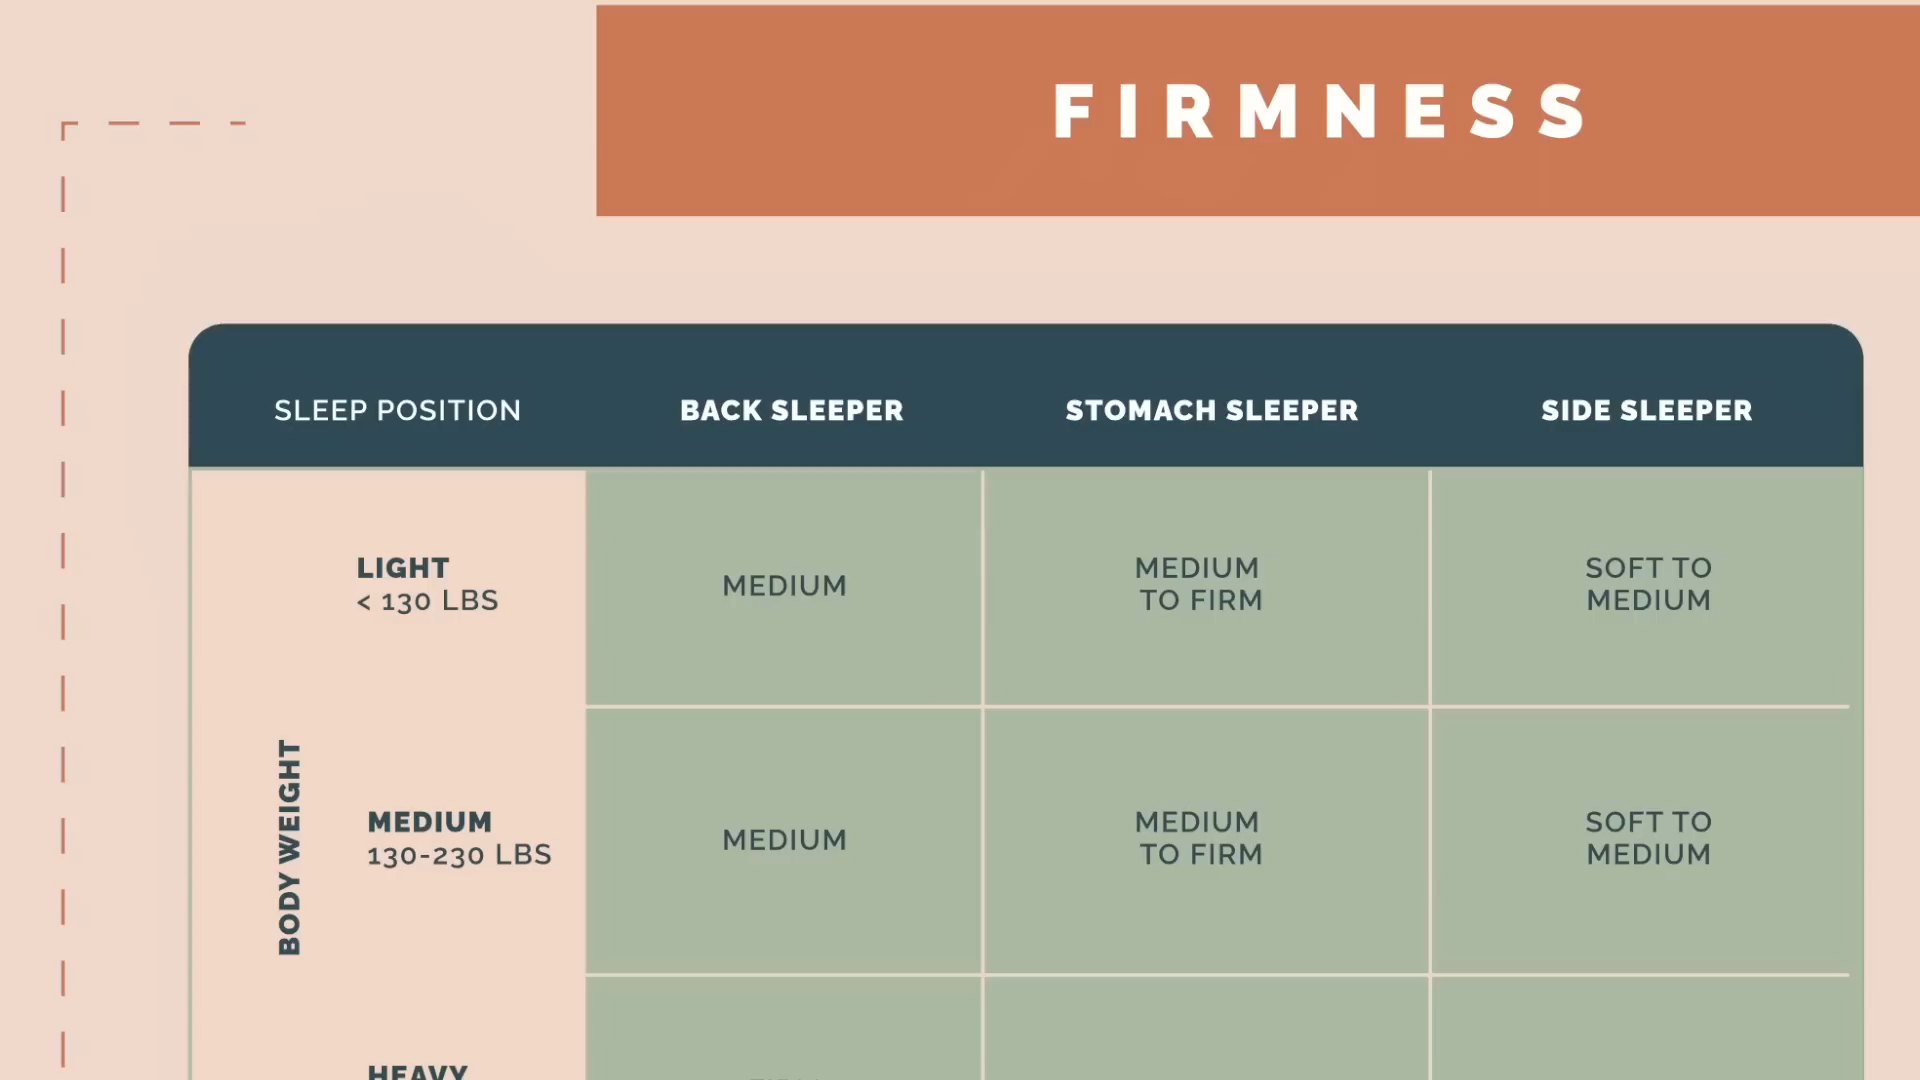 FIRMNESS
SLEEP POSITION BACK SLEEPER STOMACH SLEEPER SIDE SLEEPER
LIGHT
< 130 LBS
MEDIUM
MEDIUM
TO FIRM
SOFT TO
MEDIUM
BODY WEIGHT
MEDIUM
130-230 LBS
MEDIUM
MEDIUM
TO FIRM
SOFT TO
MEDIUM
HEAVY